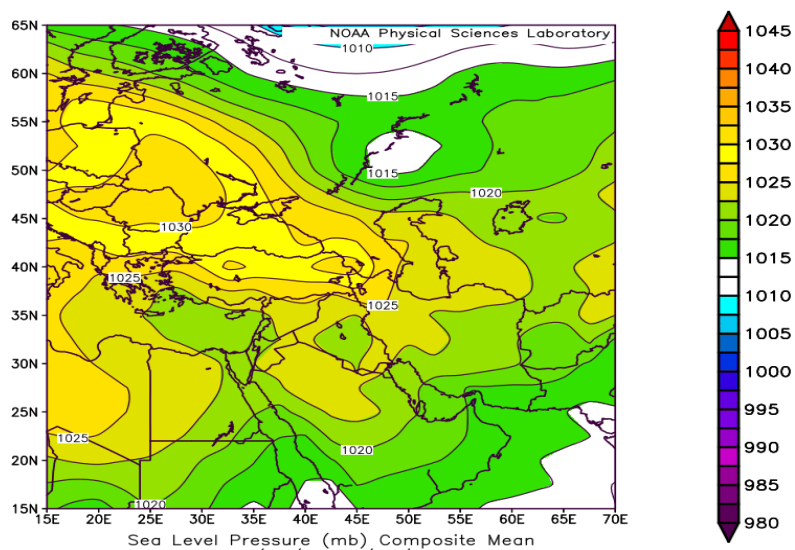 NOAA Physical Sciences Laboratory
65N
60N
55N
50N
45N
40N
35N
30N
25N
20N
15N
1010
1015
1015
1020
1030
1025
1025
1025
1020
1020
15E 20E 25E 30E 35E 40E 45E 50E 55E 60E 65E 70E
Sea Level Pressure (mb) Composite Mean
1045
1040
1035
1030
1025
1020
1015
1010
1005
1000
995
990
985
980